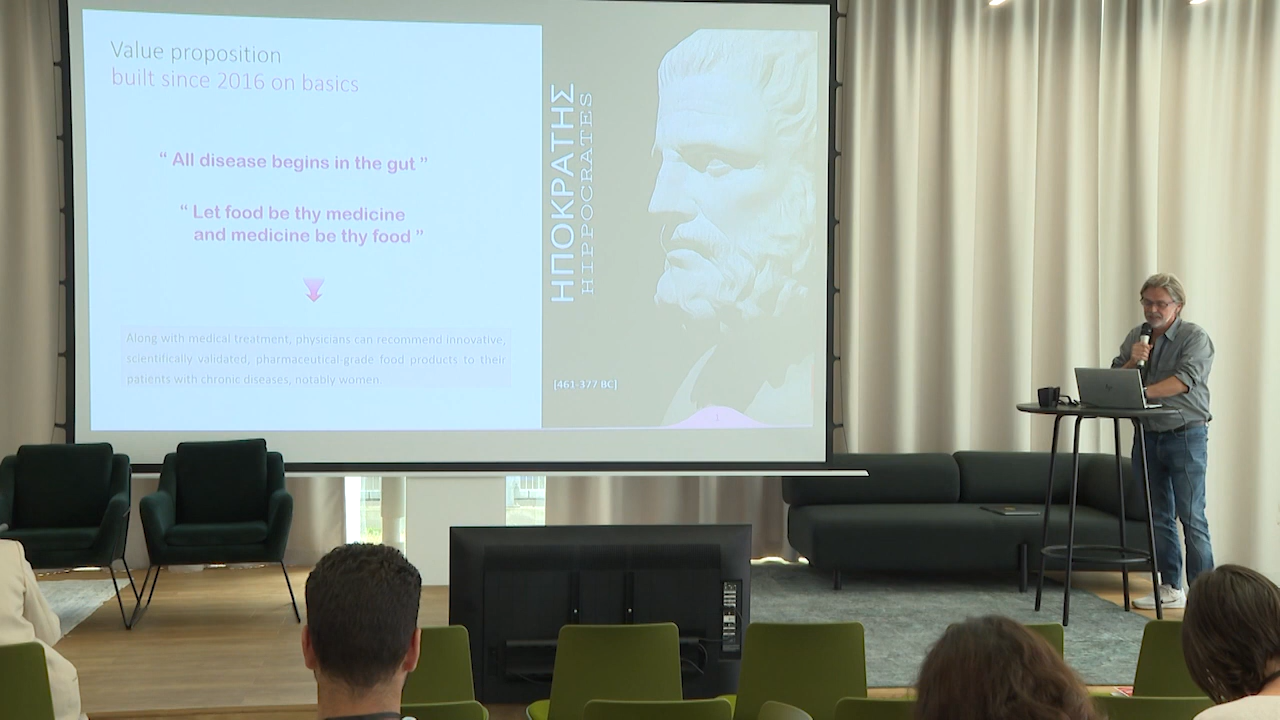 Value proposition
built since 2016 on basics
“ All disease begins in the gut ”
“ Let food be thy medicine
and medicine be thy food ”
Along with medical treatment, physicians can recommend innovative,
scientifically validated, pharmaceutical-grade food products to their
patients with chronic diseases, notably women.
ΗΠΟΚΡΑΤΗΣ
HIPPOCRATES
[461-377 BC]
1